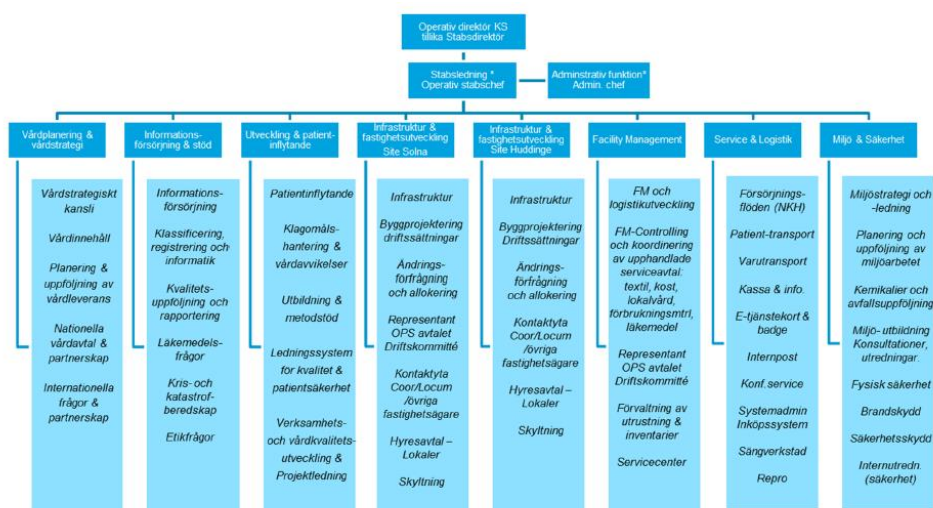 Operativ direktör KS
tillika Stabsdirektör
Stabsledning *
Operativ stabschef
Adminstrativ funktion*
Admin. chef
Vårdplanering &
vårdstrategi
Informations-
försörjning & stöd
Utveckling & patient-
inflytande
Infrastruktur &
fastighetsutveckling
Site Solna
Infrastruktur &
fastighetsutveckling
Site Huddinge
Facility Management
Service & Logistik
Miljö & Säkerhet
Vårdstrategiskt
kansli
Vårdinnehåll
Planering &
uppföljning av
vårdleverans
Nationella
vårdavtal &
partnerskap
Internationella
frågor &
partnerskap
Informations-
försörjning
Klassificering,
registrering och
informatik
Kvalitets-
uppföljning och
rapportering
Läkemedels-
frågor
Kris- och
katastrof-
beredskap
Etikfrågor
Patientinflytande
Klagomåls-
hantering &
vårdavvikelser
Utbildning &
metodstöd
Ledningssystem
för kvalitet &
patientsäkerhet
Verksamhets-
och vårdkvalitets-
utveckling &
Projektledning
Infrastruktur
Byggprojektering
driftssättningar
Ändrings-
förfrågning
och allokering
Representant
OPS avtalet
Driftskommitté
Kontaktyta
Coor/Locum
/övriga
fastighetsägare
Hyresavtal –
Lokaler
Skyltning
Infrastruktur
Byggprojektering
Driftssättningar
Ändrings-
förfrågning
och allokering
Kontaktyta
Coor/Locum
/övriga
fastighetsägare
Hyresavtal –
Lokaler
Skyltning
FM och
logistikutveckling
FM-Controlling
och koordinering
av upphandlade
serviceavtal:
textil, kost,
lokalvård,
förbrukningsmtrl,
läkemedel
Representant
OPS avtalet
Driftskommitté
Förvaltning av
utrustning &
inventarier
Servicecenter
Försörjnings-
flöden (NKH)
Patient-transport
Varutransport
Kassa & info.
E-tjänstekort &
badge
Internpost
Konf.service
Systemadmin
Inköpssystem
Sängverkstad
Repro
Miljöstrategi och
-ledning
Planering och
uppföljning av
miljöarbetet
Kemikalier och
avfallsuppföljning
Miljö- utbildning
Konsultationer,
utredningar.
Fysisk säkerhet
Brandskydd
Säkerhetsskydd
Internutredn.
(säkerhet)